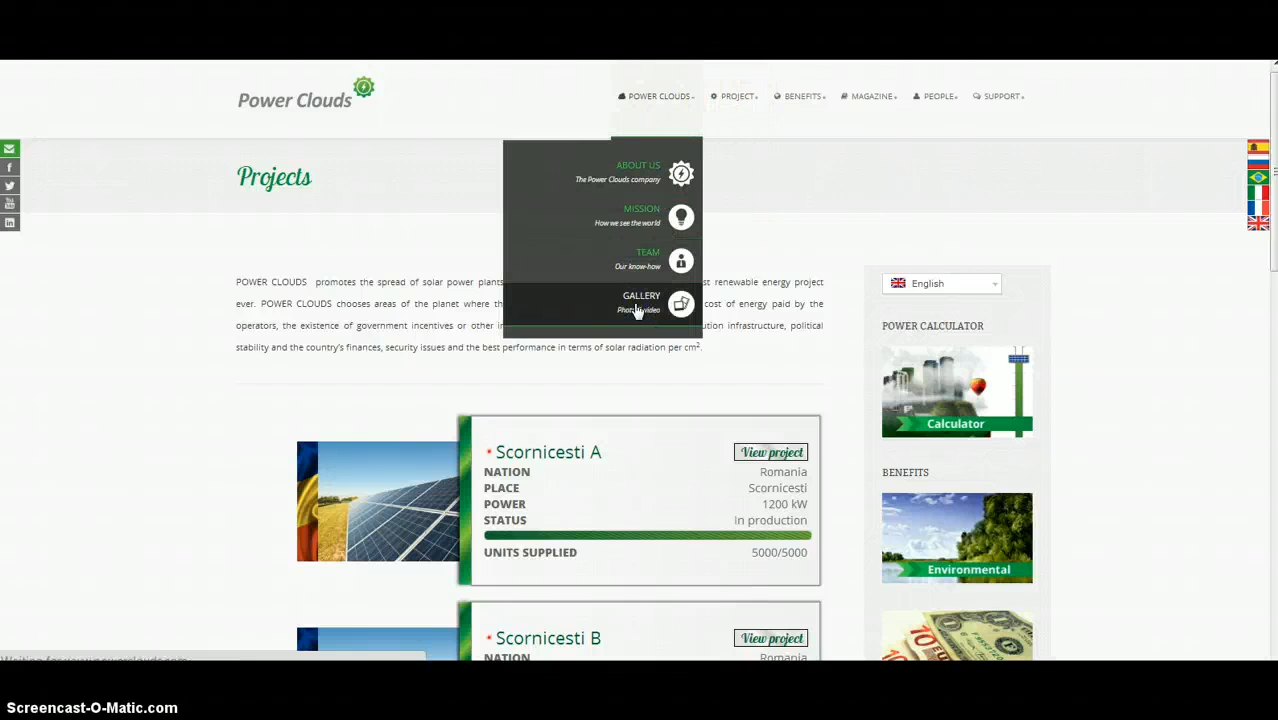 Power Clouds
POWER CLOUDS
PROJECT
BENEFITS
MAGAZINE
PEOPLE
SUPPORT
Projects
ABOUT US
The Power Clouds company
MISSION
How we see the world
TEAM
Our know-how
GALLERY
video
POWER CLOUDS promotes the spread of solar power plants renewable energy project
ever. POWER CLOUDS chooses areas of the planet where the cost of energy paid by the
operators, the existence of government incentives or other infrastructure, political
stability and the country's finances, security issues and the best performance in terms of solar radiation per cm².
English
POWER CALCULATOR
Calculator
BENEFITS
Environmental
* Scornicesti A
View project
NATION Romania
PLACE Scornicesti
POWER 1200 kW
STATUS In production
UNITS SUPPLIED 5000/5000
* Scornicesti B
View project
NATION Romania
Screencast-O-Matic.com